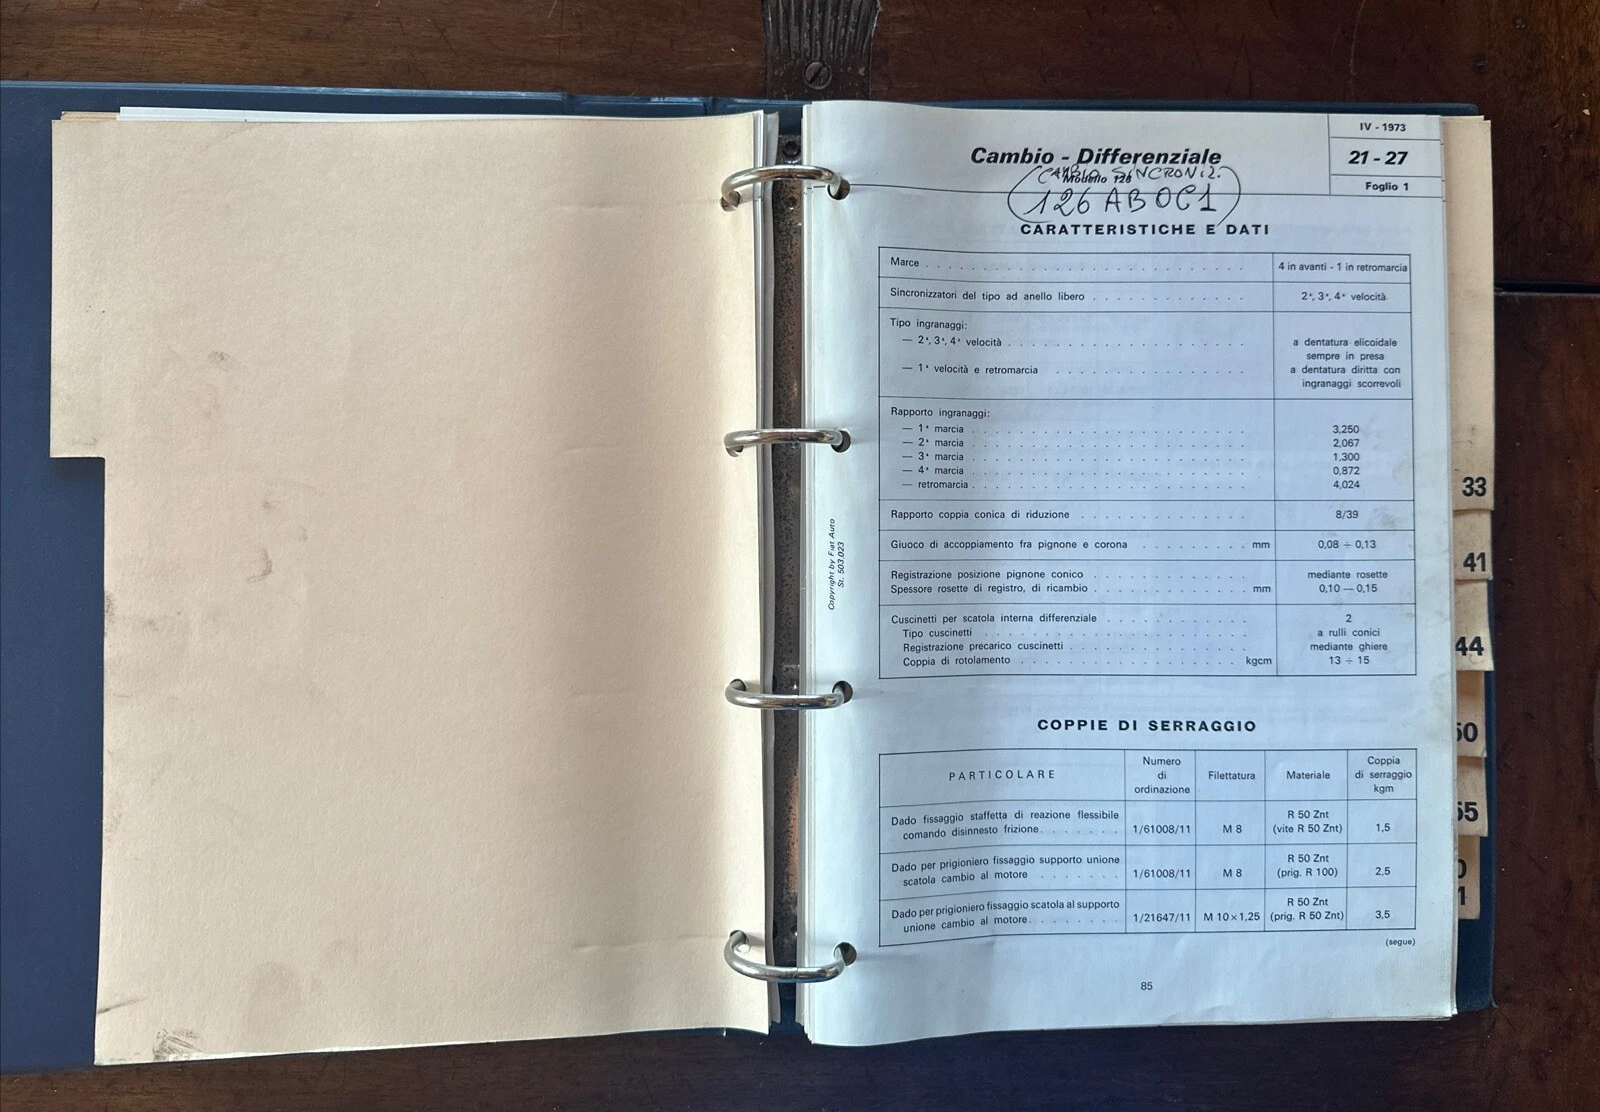 IV - 1973
21 - 27
Foglio 1
Cambio - Differenziale
Modello 126
CAMBIO SINCRONIZ.
126 AB OC1
CARATTERISTICHE E DATI
Marce . . . . . . . . . . 4 in avanti - 1 in retromarcia
Sincronizzatori del tipo ad anello libero . . . . . . . . . . 2ª, 3ª, 4ª velocità
Tipo ingranaggi:
— 2ª, 3ª, 4ª velocità . . . . . . . . . . a dentatura elicoidale
sempre in presa
— 1ª velocità e retromarcia . . . . . . . . . . a dentatura diritta con
ingranaggi scorrevoli
Rapporto ingranaggi:
— 1ª marcia . . . . . . . . . . 3,250
— 2ª marcia . . . . . . . . . . 2,067
— 3ª marcia . . . . . . . . . . 1,300
— 4ª marcia . . . . . . . . . . 0,872
— retromarcia . . . . . . . . . . 4,024
Rapporto coppia conica di riduzione . . . . . . . . . . 8/39
Giuoco di accoppiamento fra pignone e corona . . . . . . . . . mm 0,08 ÷ 0,13
Registrazione posizione pignone conico . . . . . . . . . . mediante rosette
Spessore rosette di registro, di ricambio . . . . . . . . . . mm 0,10 — 0,15
Cuscinetti per scatola interna differenziale . . . . . . . . . . 2
Tipo cuscinetti . . . . . . . . . . a rulli conici
Registrazione precarico cuscinetti . . . . . . . . . . mediante ghiere
Coppia di rotolamento . . . . . . . . . . kgcm 13 ÷ 15
COPPIE DI SERRAGGIO
PARTICOLARE Numero di ordinazione Filettatura Materiale Coppia di serraggio kgm
Dado fissaggio staffetta di reazione flessibile
comando disinnesto frizione . . . . . . 1/61008/11 M 8 R 50 Znt (vite R 50 Znt) 1,5
Dado per prigioniero fissaggio supporto unione
scatola cambio al motore . . . . . . . 1/61008/11 M 8 R 50 Znt (prig. R 100) 2,5
Dado per prigioniero fissaggio scatola al supporto
unione cambio al motore . . . . . . . 1/21647/11 M 10 × 1,25 R 50 Znt (prig. R 50 Znt) 3,5
(segue)
85
Copyright by Fiat Auto
St. 503.023
33
41
44
50
55